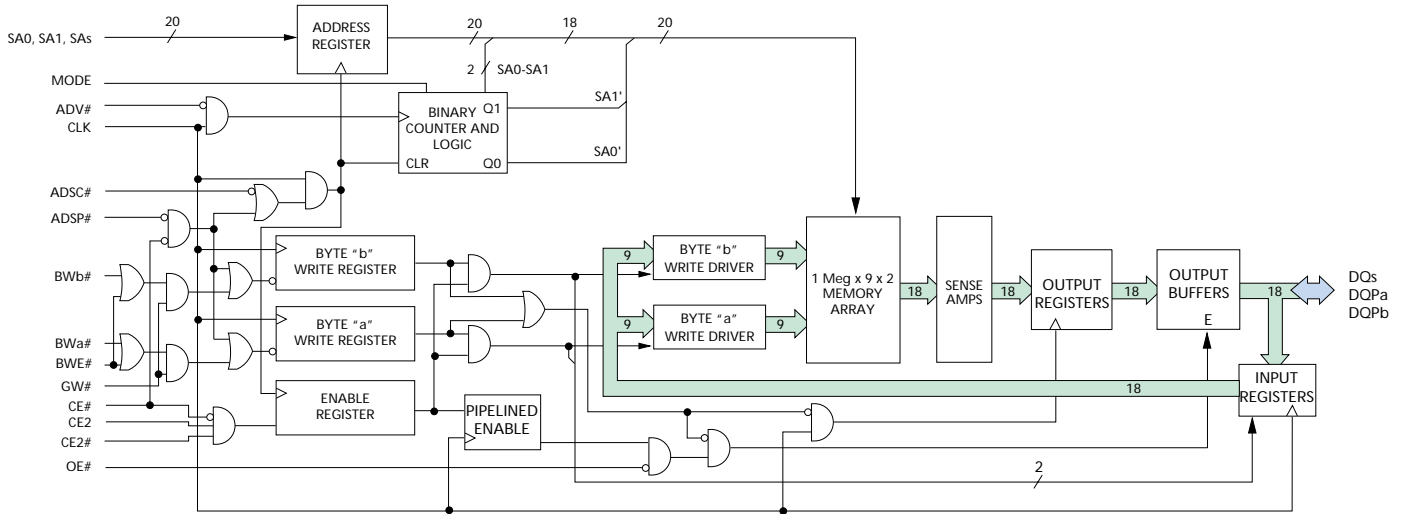 20
20
18
20
SA0, SA1, SAs
ADDRESS
REGISTER
2
SA0-SA1
MODE
ADV#
CLK
BINARY
COUNTER AND
LOGIC
Q1
CLR
Q0
SA1'
SA0'
ADSC#
ADSP#
BYTE “b”
WRITE REGISTER
BWb#
BYTE “a”
WRITE REGISTER
BWa#
BWE#
GW#
CE#
CE2
CE2#
OE#
ENABLE
REGISTER
PIPELINED
ENABLE
9
BYTE “b”
WRITE DRIVER
9
9
BYTE “a”
WRITE DRIVER
9
1 Meg x 9 x 2
MEMORY
ARRAY
18
SENSE
AMPS
18
OUTPUT
REGISTERS
18
OUTPUT
BUFFERS
E
18
DQs
DQPa
DQPb
18
INPUT
REGISTERS
2